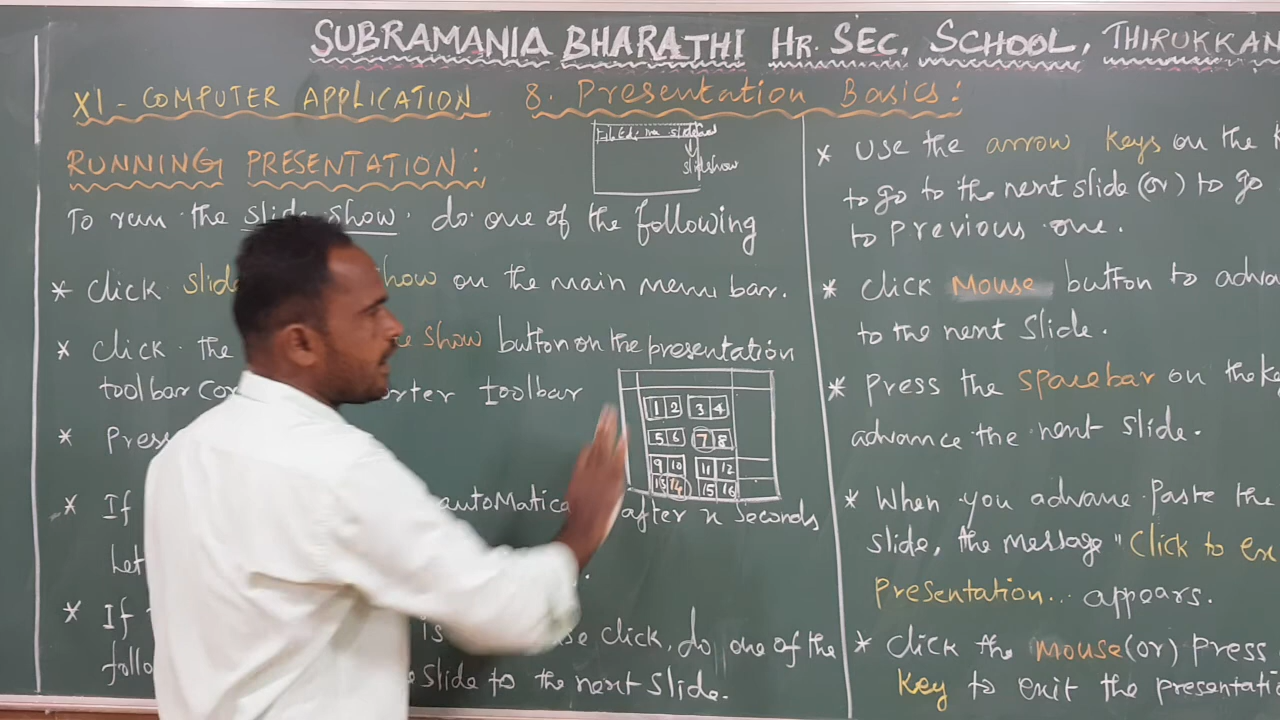 SUBRAMANIA BHARATHI HR. SEC. SCHOOL, THIRUKKAN
XI - COMPUTER APPLICATION 8. Presentation Basics:
RUNNING PRESENTATION:
slideshow
To run the slide show do one of the following
* Click slid how on the main menu bar.
* Click the e show button on the presentation
toolbar cor rter toolbar
1 2 3 4
5 6 7 8
9 10 11 12
13 14 15 16
* Pres
* If autoMatica after n Seconds
Let
* If is se click, do one of the
follo e slide to the next slide.
* Use the arrow keys on the
to go to the next slide (or) to go
to previous one.
* Click Mouse button to adva
to the next slide.
* Press the spacebar on the ke
advance the next slide.
* When you advane Paste the
slide, the message "Click to ex
Presentation... appears.
* Click the mouse (or) press
key to exit the presentati